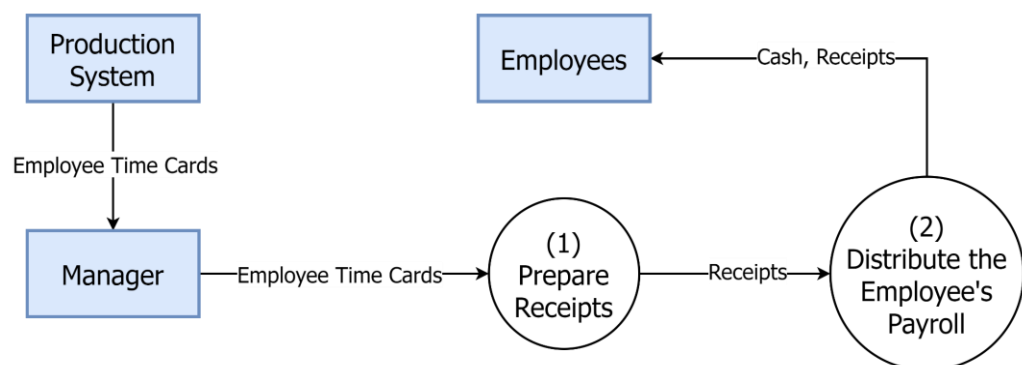 Production
System
Employees
Cash, Receipts
Employee Time Cards
Manager
Employee Time Cards
(1)
Prepare
Receipts
Receipts
(2)
Distribute the
Employee's
Payroll